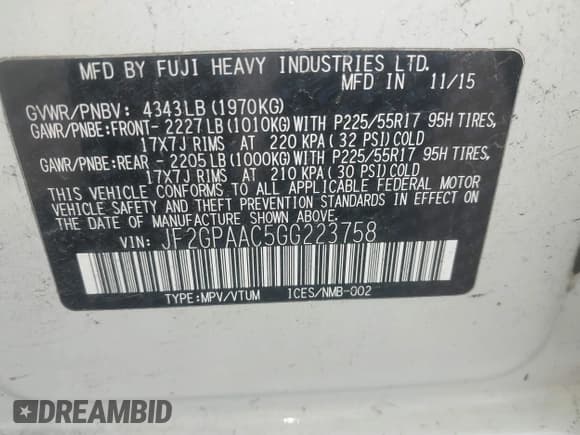 MFD BY FUJI HEAVY INDUSTRIES LTD.
MFD IN 11/15
GVWR/PNBV: 4343LB(1970KG)
GAWR/PNBE:FRONT- 2227LB(1010KG)WITH P225/55R17 95H TIRES,
17X7J RIMS AT 220 KPA( 32 PSI)COLD
GAWR/PNBE:REAR - 2205LB(1000KG)WITH P225/55R17 95H TIRES,
17X7J RIMS AT 210 KPA( 30 PSI)COLD
THIS VEHICLE CONFORMS TO ALL APPLICABLE FEDERAL MOTOR
VEHICLE SAFETY AND THEFT PREVENTION STANDARDS IN EFFECT ON
THE DATE OF MANUFACTURE SHOWN ABOVE.
VIN: JF2GPAAC5GG223758
TYPE:MPV/VTUM ICES/NMB-002
DREAMBID